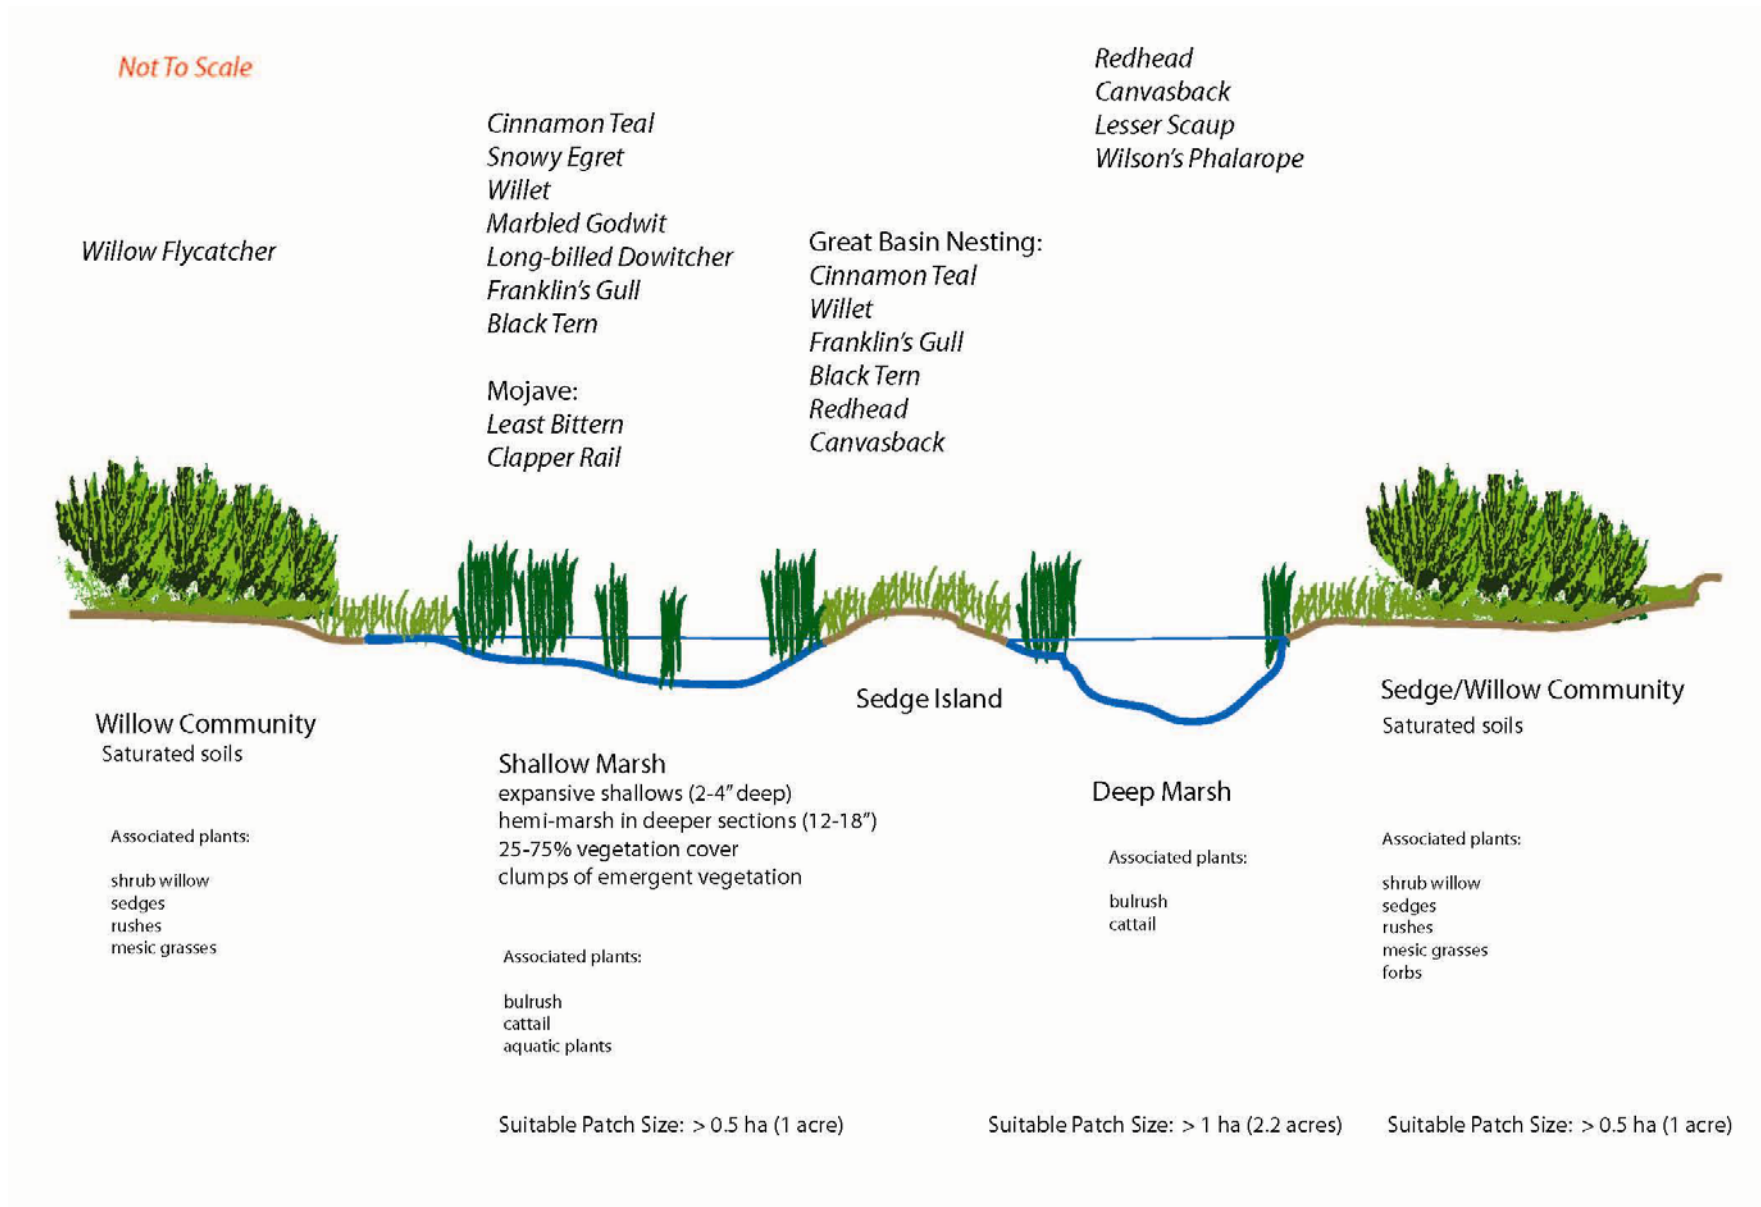 Not To Scale
Willow Flycatcher
Cinnamon Teal
Snowy Egret
Willet
Marbled Godwit
Long-billed Dowitcher
Franklin's Gull
Black Tern
Mojave:
Least Bittern
Clapper Rail
Great Basin Nesting:
Cinnamon Teal
Willet
Franklin's Gull
Black Tern
Redhead
Canvasback
Redhead
Canvasback
Lesser Scaup
Wilson's Phalarope
Willow Community
Saturated soils
Associated plants:
shrub willow
sedges
rushes
mesic grasses
Shallow Marsh
expansive shallows (2-4" deep)
hemi-marsh in deeper sections (12-18")
25-75% vegetation cover
clumps of emergent vegetation
Associated plants:
bulrush
cattail
aquatic plants
Suitable Patch Size: > 0.5 ha (1 acre)
Sedge Island
Deep Marsh
Associated plants:
bulrush
cattail
Suitable Patch Size: > 1 ha (2.2 acres)
Sedge/Willow Community
Saturated soils
Associated plants:
shrub willow
sedges
rushes
mesic grasses
forbs
Suitable Patch Size: > 0.5 ha (1 acre)